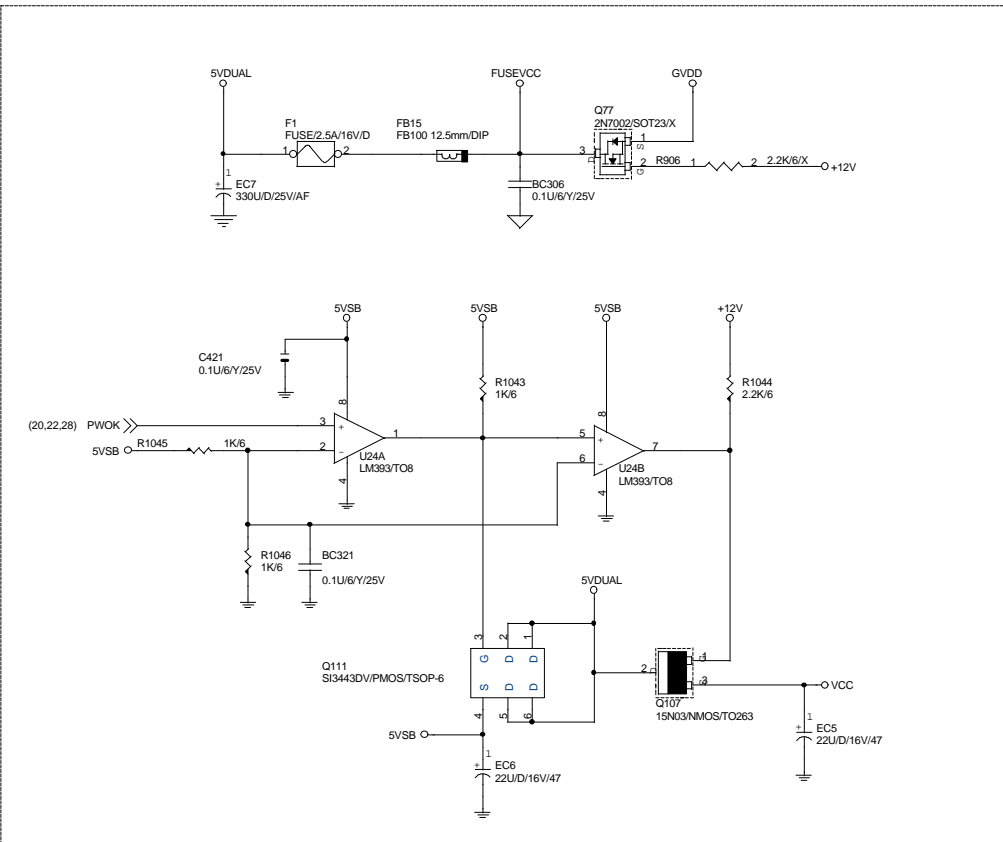 5VDUAL
FUSEVCC
GVDD
F1
FUSE/2.5A/16V/D
FB15
FB100 12.5mm/DIP
Q77
2N7002/SOT23/X
1
2
3
D
1
S
2
G
R906
1
2
2.2K/6/X
+12V
1
+
EC7
330U/D/25V/AF
BC306
0.1U/6/Y/25V
5VSB
5VSB
5VSB
+12V
C421
0.1U/6/Y/25V
R1043
1K/6
R1044
2.2K/6
8
8
(20,22,28)
PWOK
3
+
1
5
+
7
5VSB
R1045
1K/6
2
-
6
-
U24A
LM393/TO8
U24B
LM393/TO8
4
4
R1046
1K/6
BC321
0.1U/6/Y/25V
5VDUAL
3
2
1
Q111
SI3443DV/PMOS/TSOP-6
G
D
D
S
D
D
4
5
6
2
D
1
G
3
S
Q107
15N03/NMOS/TO263
VCC
5VSB
1
+
EC6
22U/D/16V/47
1
+
EC5
22U/D/16V/47